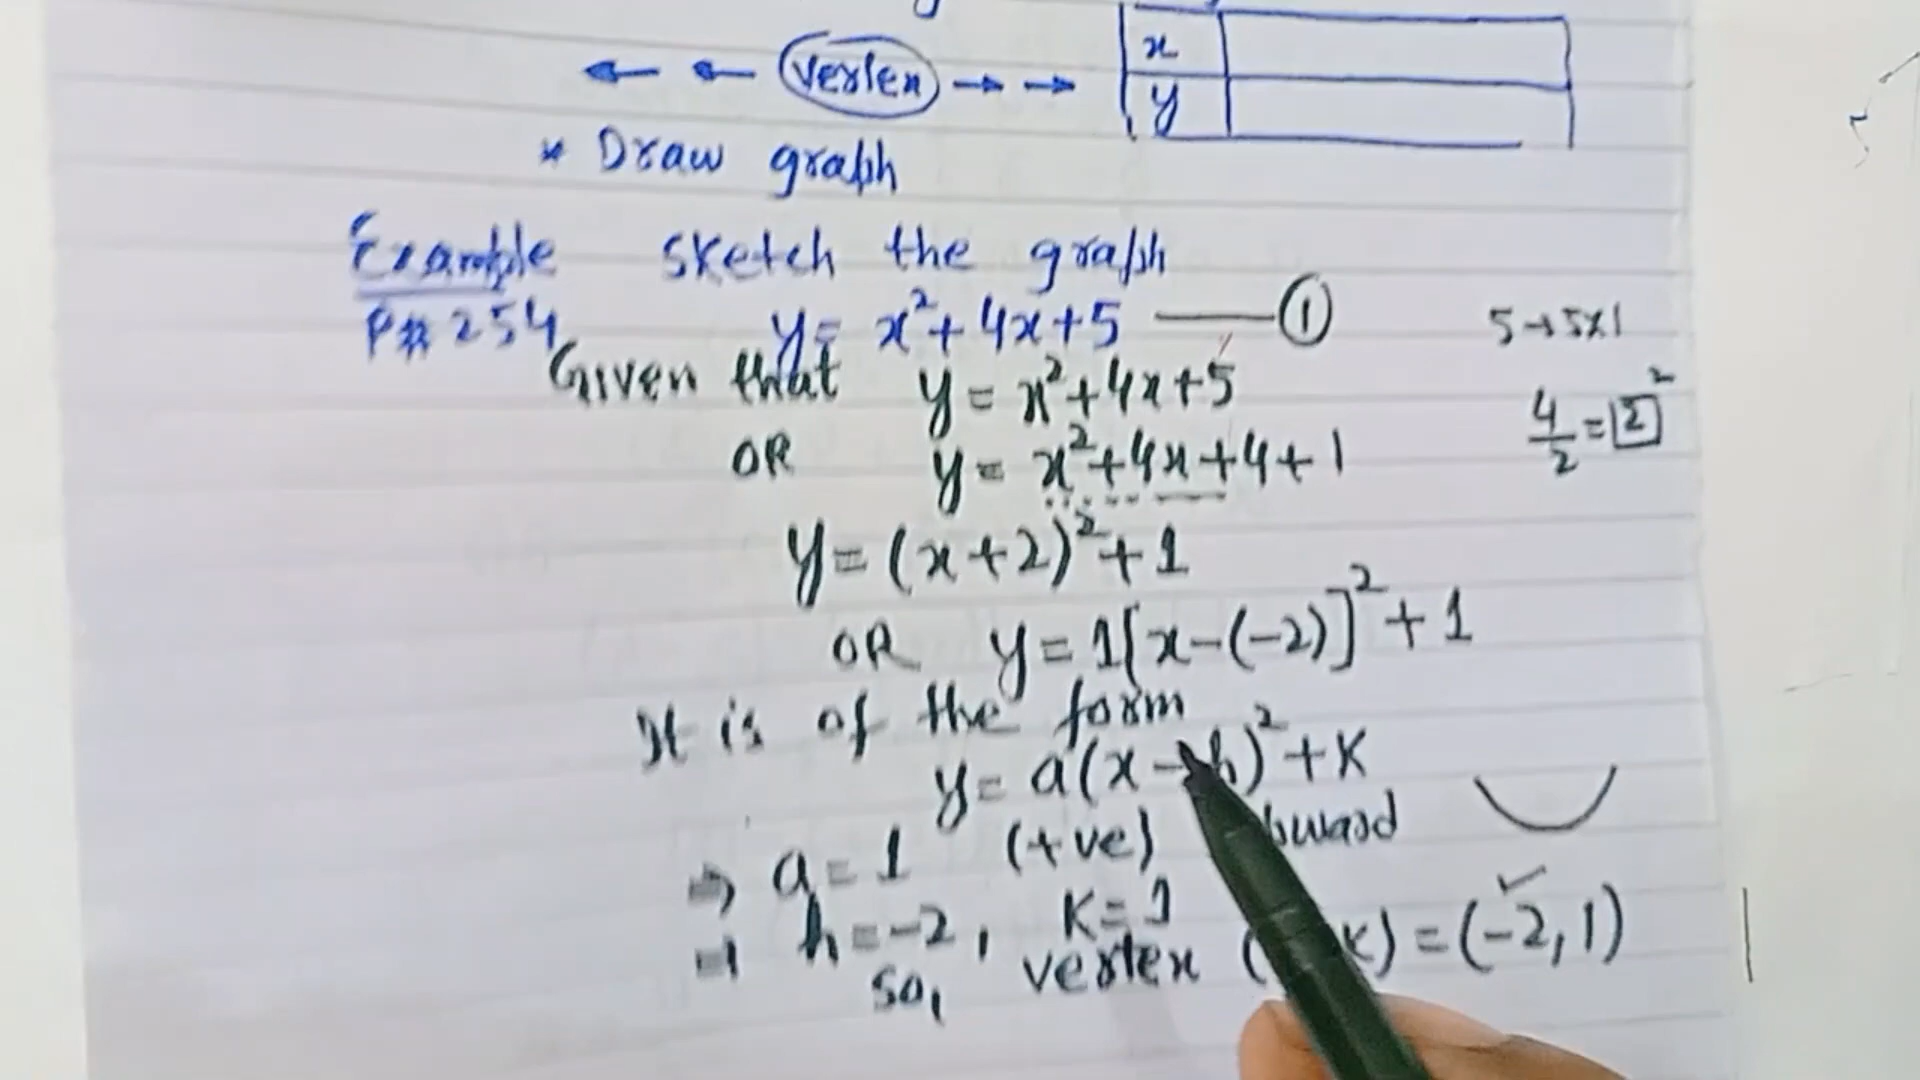 ← ← vertex → →
x
y
* Draw graph
Example sketch the graph
P# 254 y = x² + 4x + 5 —— ①
Given that y = x² + 4x + 5
5 → 5x1
OR y = x² + 4x + 4 + 1
4/2 = 2²
y = (x + 2)² + 1
OR y = 1[x - (-2)]² + 1
It is of the form
y = a(x - h)² + K
⇒ a = 1 (+ve)
⇒ h = -2, K = 1
so, vertex ( K) = (-2, 1)